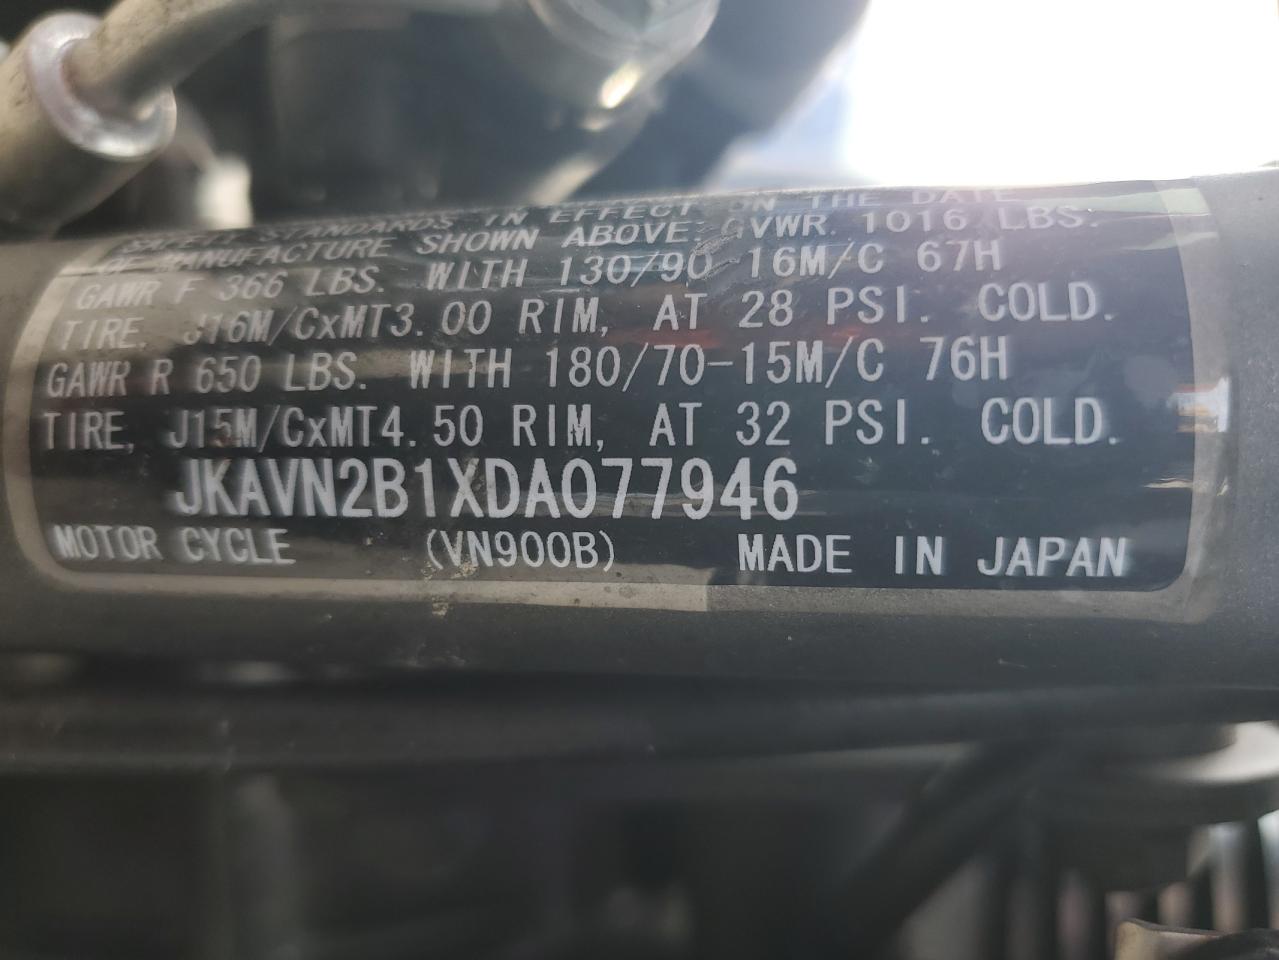 SAFETY STANDARDS IN EFFECT ON THE DATE
OF MANUFACTURE SHOWN ABOVE. GVWR. 1016 LBS.
GAWR F 366 LBS. WITH 130/90-16M/C 67H
TIRE, J16M/CxMT3.00 RIM, AT 28 PSI. COLD.
GAWR R 650 LBS. WITH 180/70-15M/C 76H
TIRE, J15M/CxMT4.50 RIM, AT 32 PSI. COLD.
JKAVN2B1XDA077946
MOTOR CYCLE (VN900B) MADE IN JAPAN